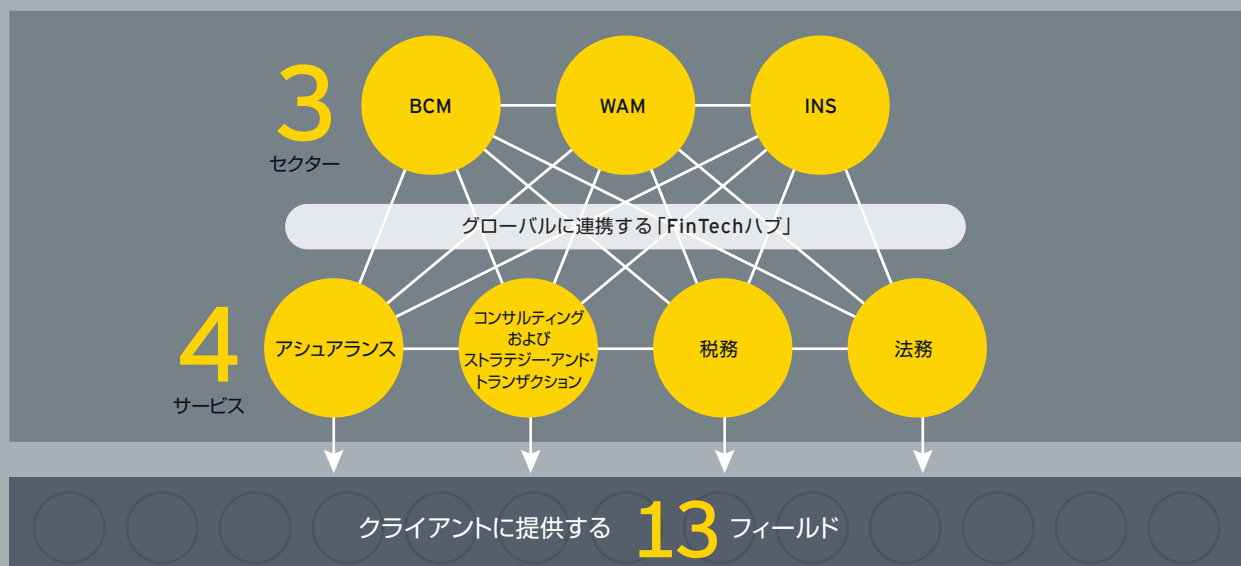 3
セクター
BCM
WAM
INS
グローバルに連携する「FinTechハブ」
4
サービス
アシュアランス
コンサルティング
および
ストラテジー・アンド・
トランザクション
税務
法務
クライアントに提供する 13 フィールド